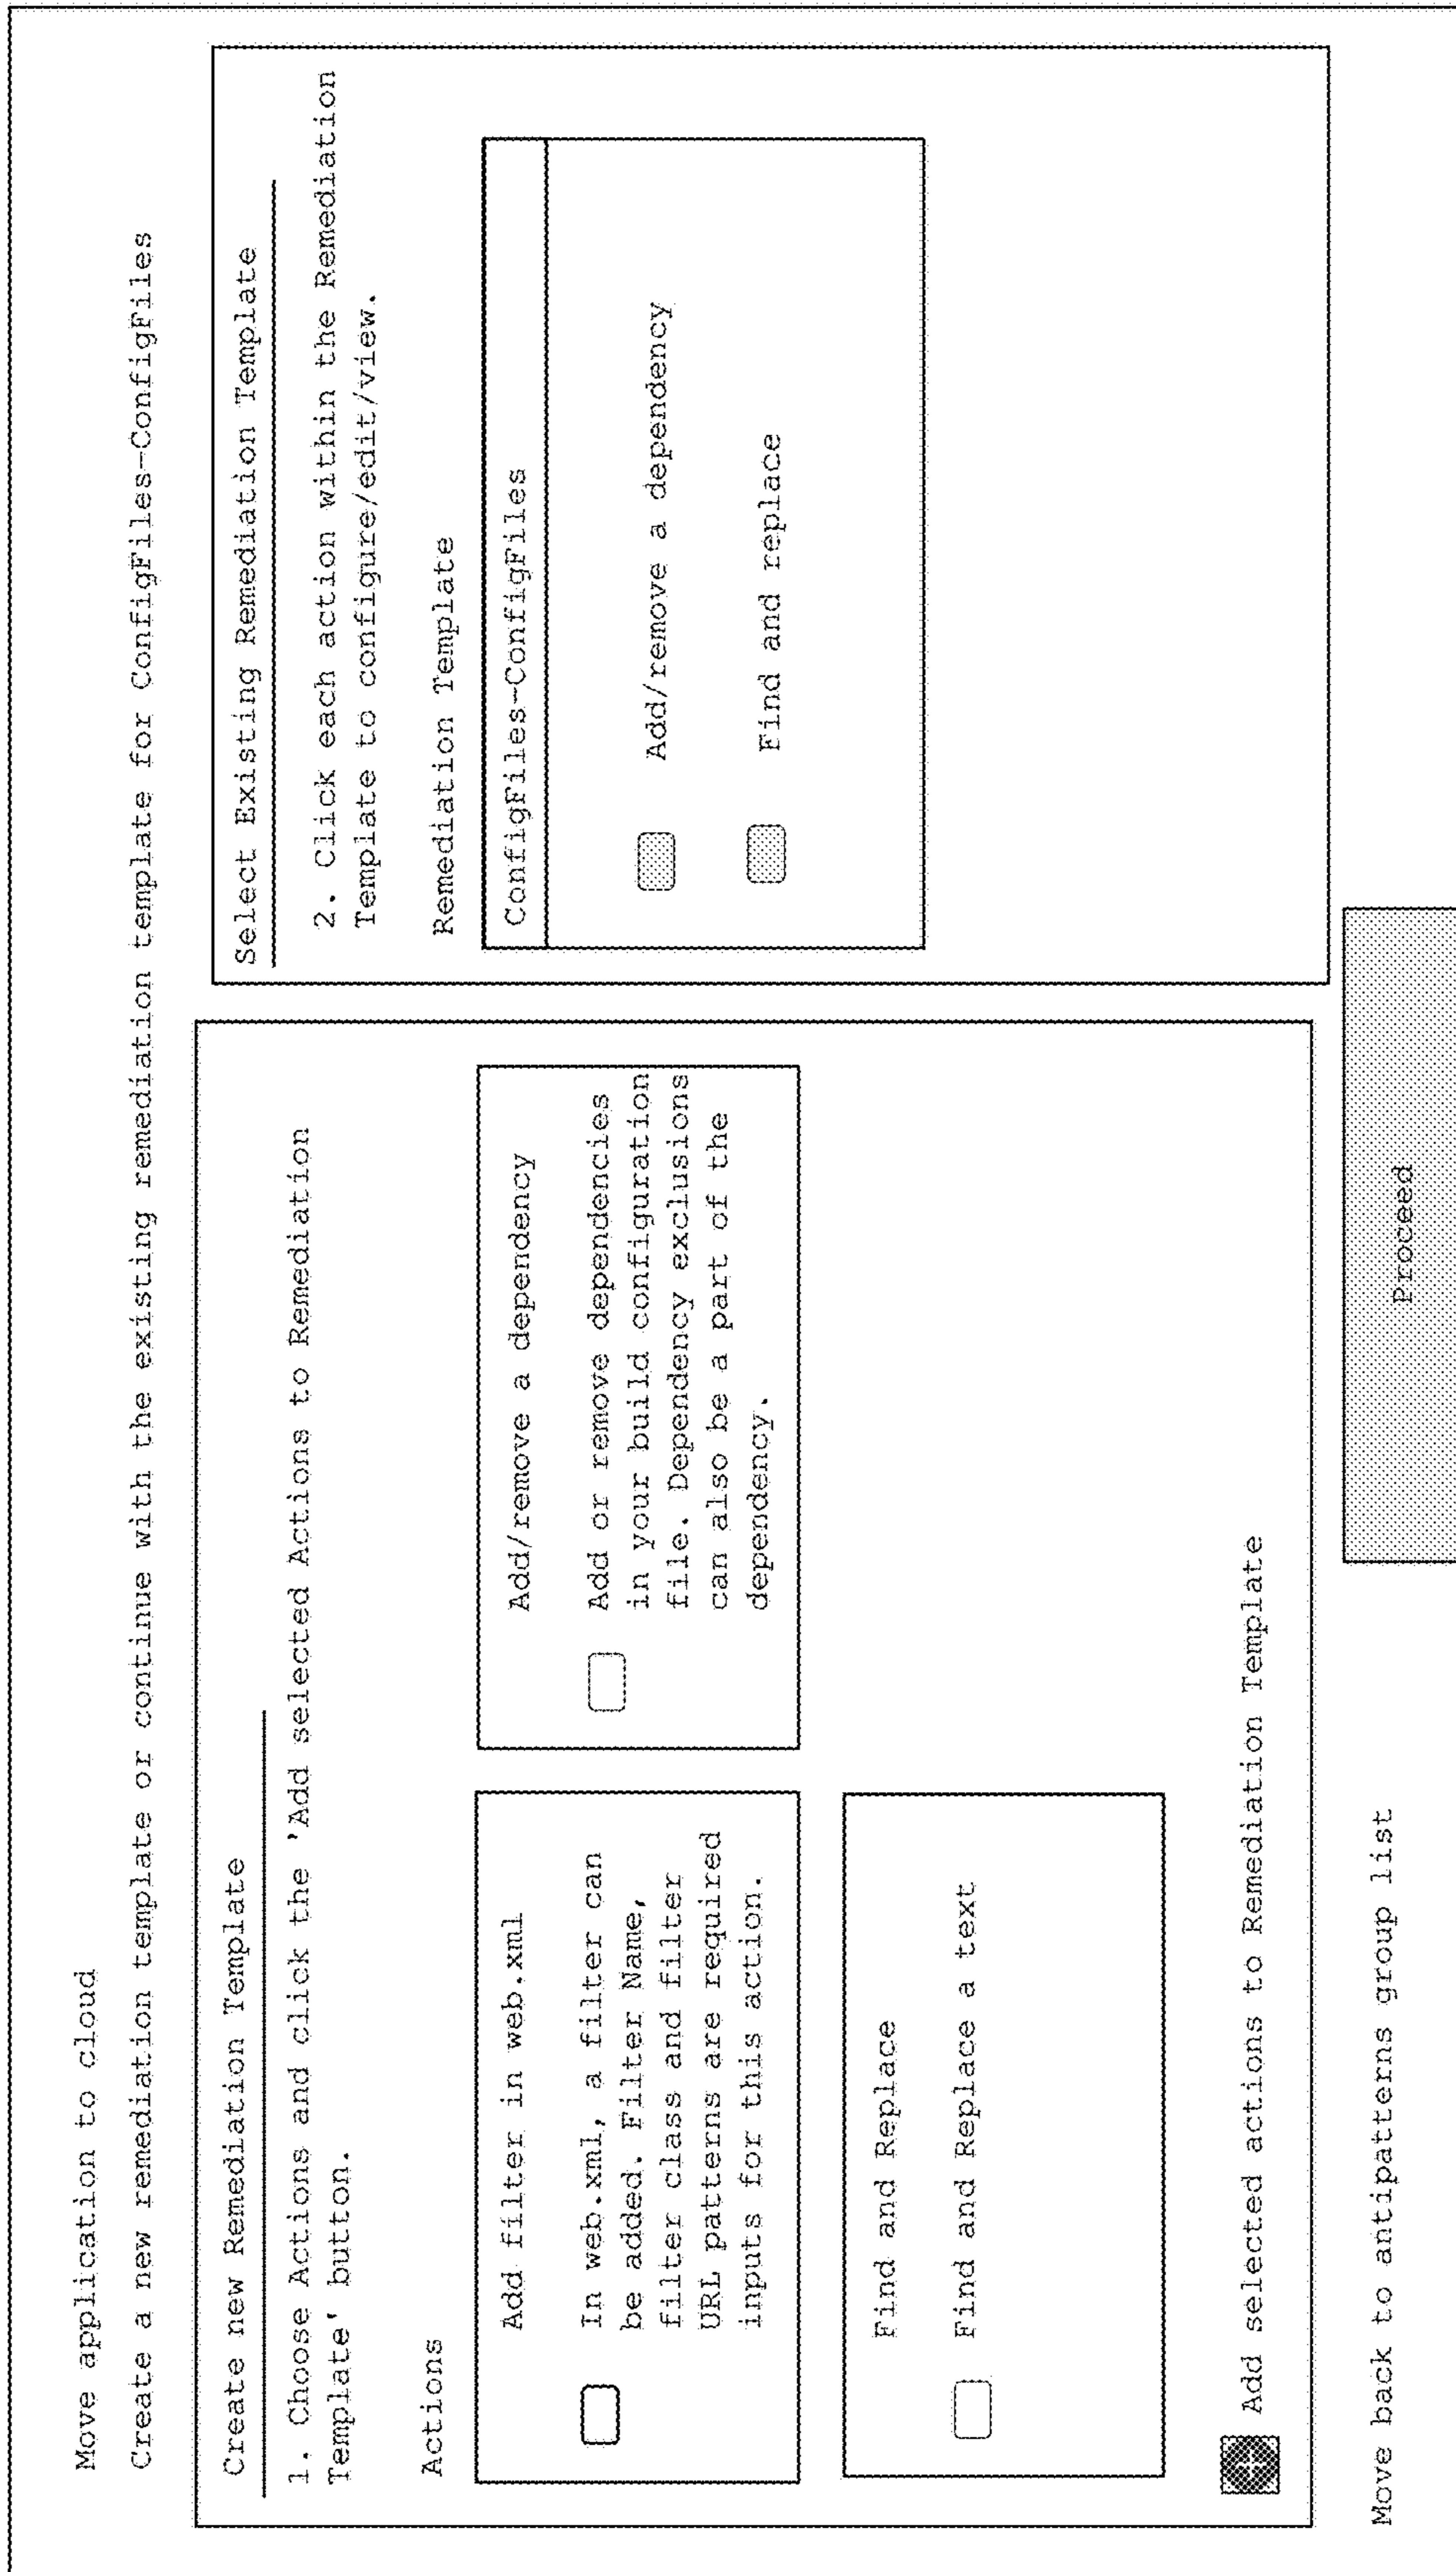 Move application to cloud
Create a new remediation template or continue with the existing remediation template for ConfigFiles-ConfigFiles
Create new Remediation Template
1. Choose Actions and click the 'Add selected Actions to Remediation
Template' button.
Actions
Add filter in web.xml
In web.xml, a filter can
be added. Filter Name,
filter class and filter
URL patterns are required
inputs for this action.
Add/remove a dependency
Add or remove dependencies
in your build configuration
file. Dependency exclusions
can also be a part of the
dependency.
Find and Replace
Find and Replace a text
Add selected actions to Remediation Template
Select Existing Remediation Template
2. Click each action within the Remediation
Template to configure/edit/view.
Remediation Template
ConfigFiles-ConfigFiles
Add/remove a dependency
Find and replace
Move back to antipatterns group list
Proceed